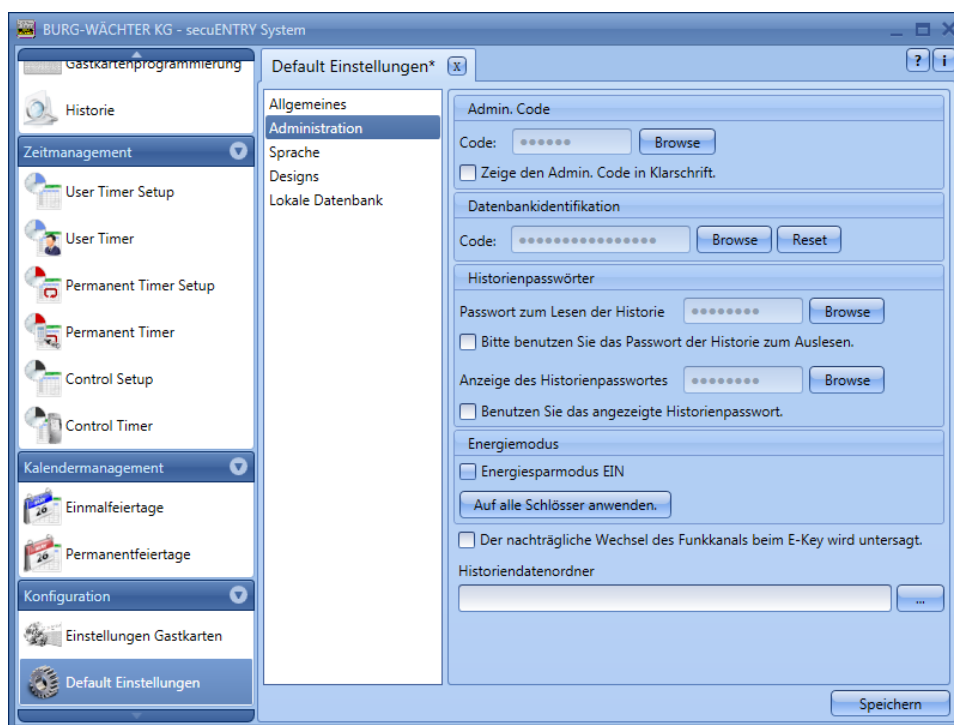 BURG-WÄCHTER KG - secuENTRY System
Gastkartenprogrammierung
Historie
Zeitmanagement
User Timer Setup
User Timer
Permanent Timer Setup
Permanent Timer
Control Setup
Control Timer
Kalendermanagement
Einmalfeiertage
Permanentfeiertage
Konfiguration
Einstellungen Gastkarten
Default Einstellungen
Default Einstellungen* x
? i
Allgemeines
Administration
Sprache
Designs
Lokale Datenbank
Admin. Code
Code: ●●●●●● Browse
Zeige den Admin. Code in Klarschrift.
Datenbankidentifikation
Code: ●●●●●●●●●●●●●●●● Browse Reset
Historienpasswörter
Passwort zum Lesen der Historie ●●●●●●●● Browse
Bitte benutzen Sie das Passwort der Historie zum Auslesen.
Anzeige des Historienpasswortes ●●●●●●●● Browse
Benutzen Sie das angezeigte Historienpasswort.
Energiemodus
Energiesparmodus EIN
Auf alle Schlösser anwenden.
Der nachträgliche Wechsel des Funkkanals beim E-Key wird untersagt.
Historiendatenordner
...
Speichern